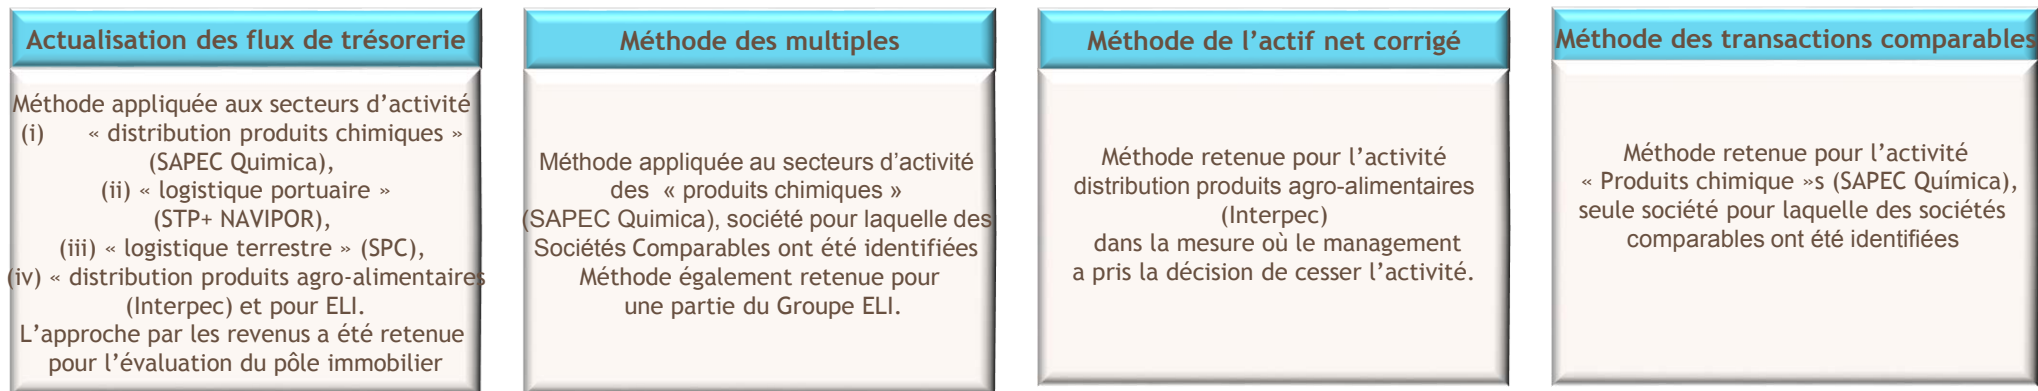 Actualisation des flux de trésorerie
Méthode appliquée aux secteurs d’activité
(i) « distribution produits chimiques »
(SAPEC Quimica),
(ii) « logistique portuaire »
(STP+ NAVIPOR),
(iii) « logistique terrestre » (SPC),
(iv) « distribution produits agro-alimentaires
(Interpec) et pour ELI.
L’approche par les revenus a été retenue
pour l’évaluation du pôle immobilier
Méthode des multiples
Méthode appliquée au secteurs d’activité
des « produits chimiques »
(SAPEC Quimica), société pour laquelle des
Sociétés Comparables ont été identifiées
Méthode également retenue pour
une partie du Groupe ELI.
Méthode de l’actif net corrigé
Méthode retenue pour l’activité
distribution produits agro-alimentaires
(Interpec)
dans la mesure où le management
a pris la décision de cesser l’activité.
Méthode des transactions comparables
Méthode retenue pour l’activité
« Produits chimique »s (SAPEC Química),
seule société pour laquelle des sociétés
comparables ont été identifiées